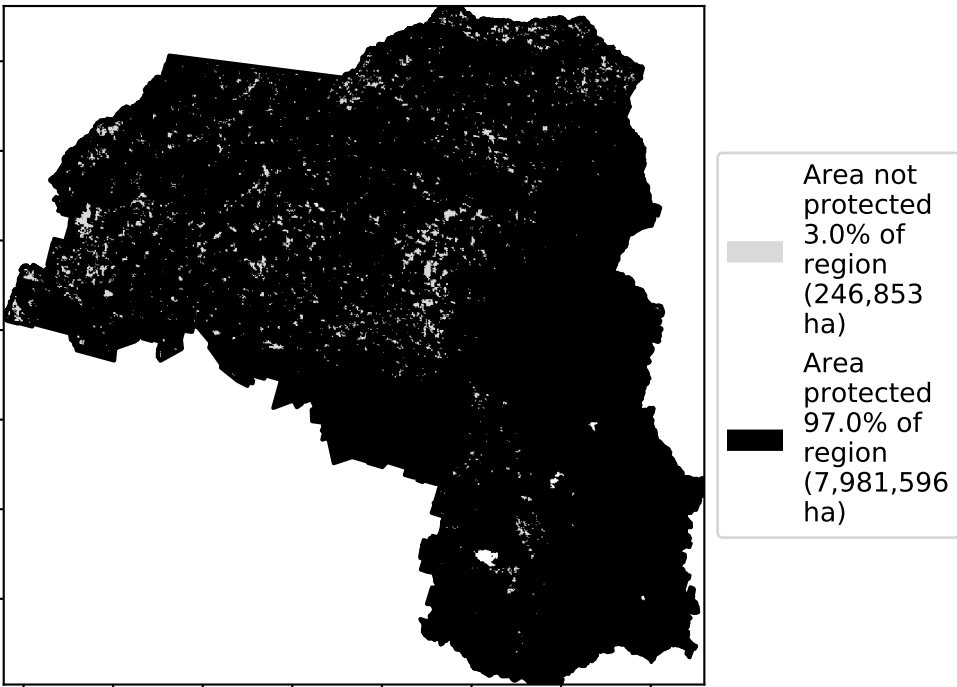 Area not
protected
3.0% of
region
(246,853
ha)
Area
protected
97.0% of
region
(7,981,596
ha)